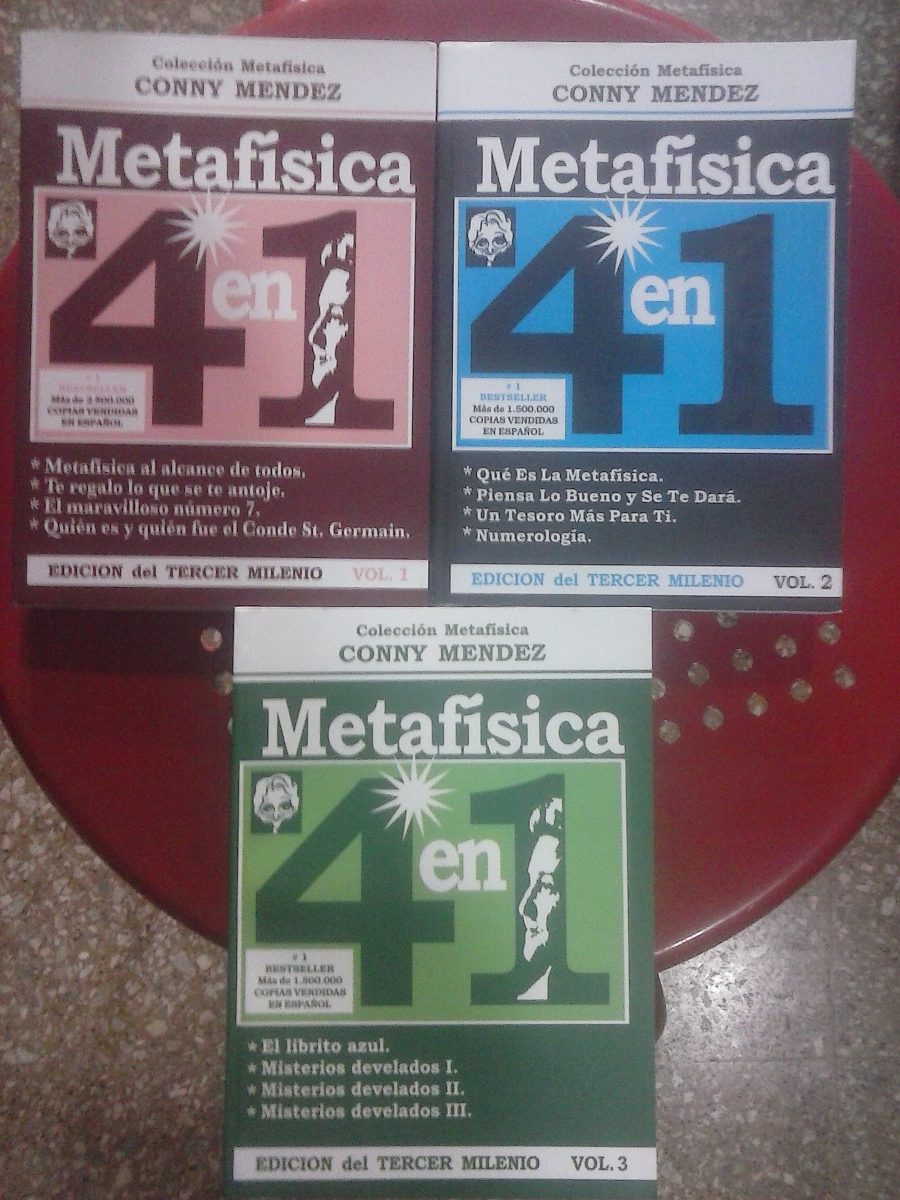 Colección Metafísica
CONNY MENDEZ
Metafísica
4 en 1
# 1
BESTSELLER
Más de 2.500.000
COPIAS VENDIDAS
EN ESPAÑOL
* Metafísica al alcance de todos.
* Te regalo lo que se te antoje.
* El maravilloso número 7.
* Quién es y quién fue el Conde St. Germain.
EDICION del TERCER MILENIO VOL. 1
Colección Metafísica
CONNY MENDEZ
Metafísica
4 en 1
# 1
BESTSELLER
Más de 1.500.000
COPIAS VENDIDAS
EN ESPAÑOL
* Qué Es La Metafísica.
* Piensa Lo Bueno y Se Te Dará.
* Un Tesoro Más Para Ti.
* Numerología.
EDICION del TERCER MILENIO VOL. 2
Colección Metafísica
CONNY MENDEZ
Metafísica
4 en 1
# 1
BESTSELLER
Más de 1.500.000
COPIAS VENDIDAS
EN ESPAÑOL
* El librito azul.
* Misterios develados I.
* Misterios develados II.
* Misterios develados III.
EDICION del TERCER MILENIO VOL. 3